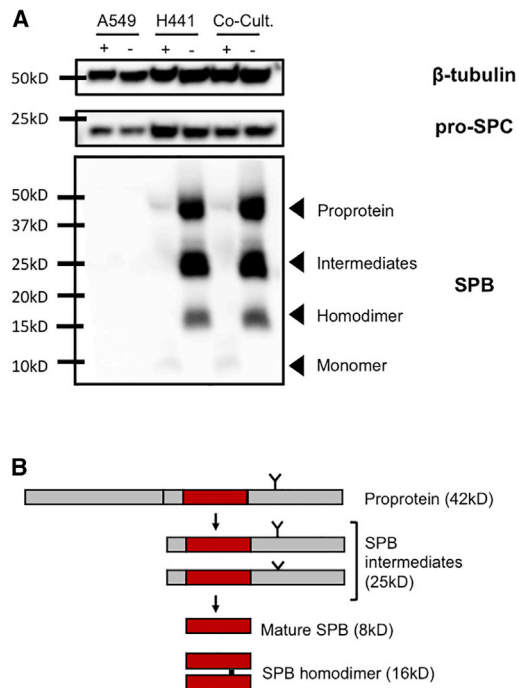 A
A549 H441 Co-Cult.
+ - + - + -
50kD β-tubulin
25kD pro-SPC
50kD Proprotein
37kD
25kD Intermediates SPB
20kD
15kD Homodimer
10kD Monomer
B
Proprotein (42kD)
SPB
intermediates
(25kD)
Mature SPB (8kD)
SPB homodimer (16kD)